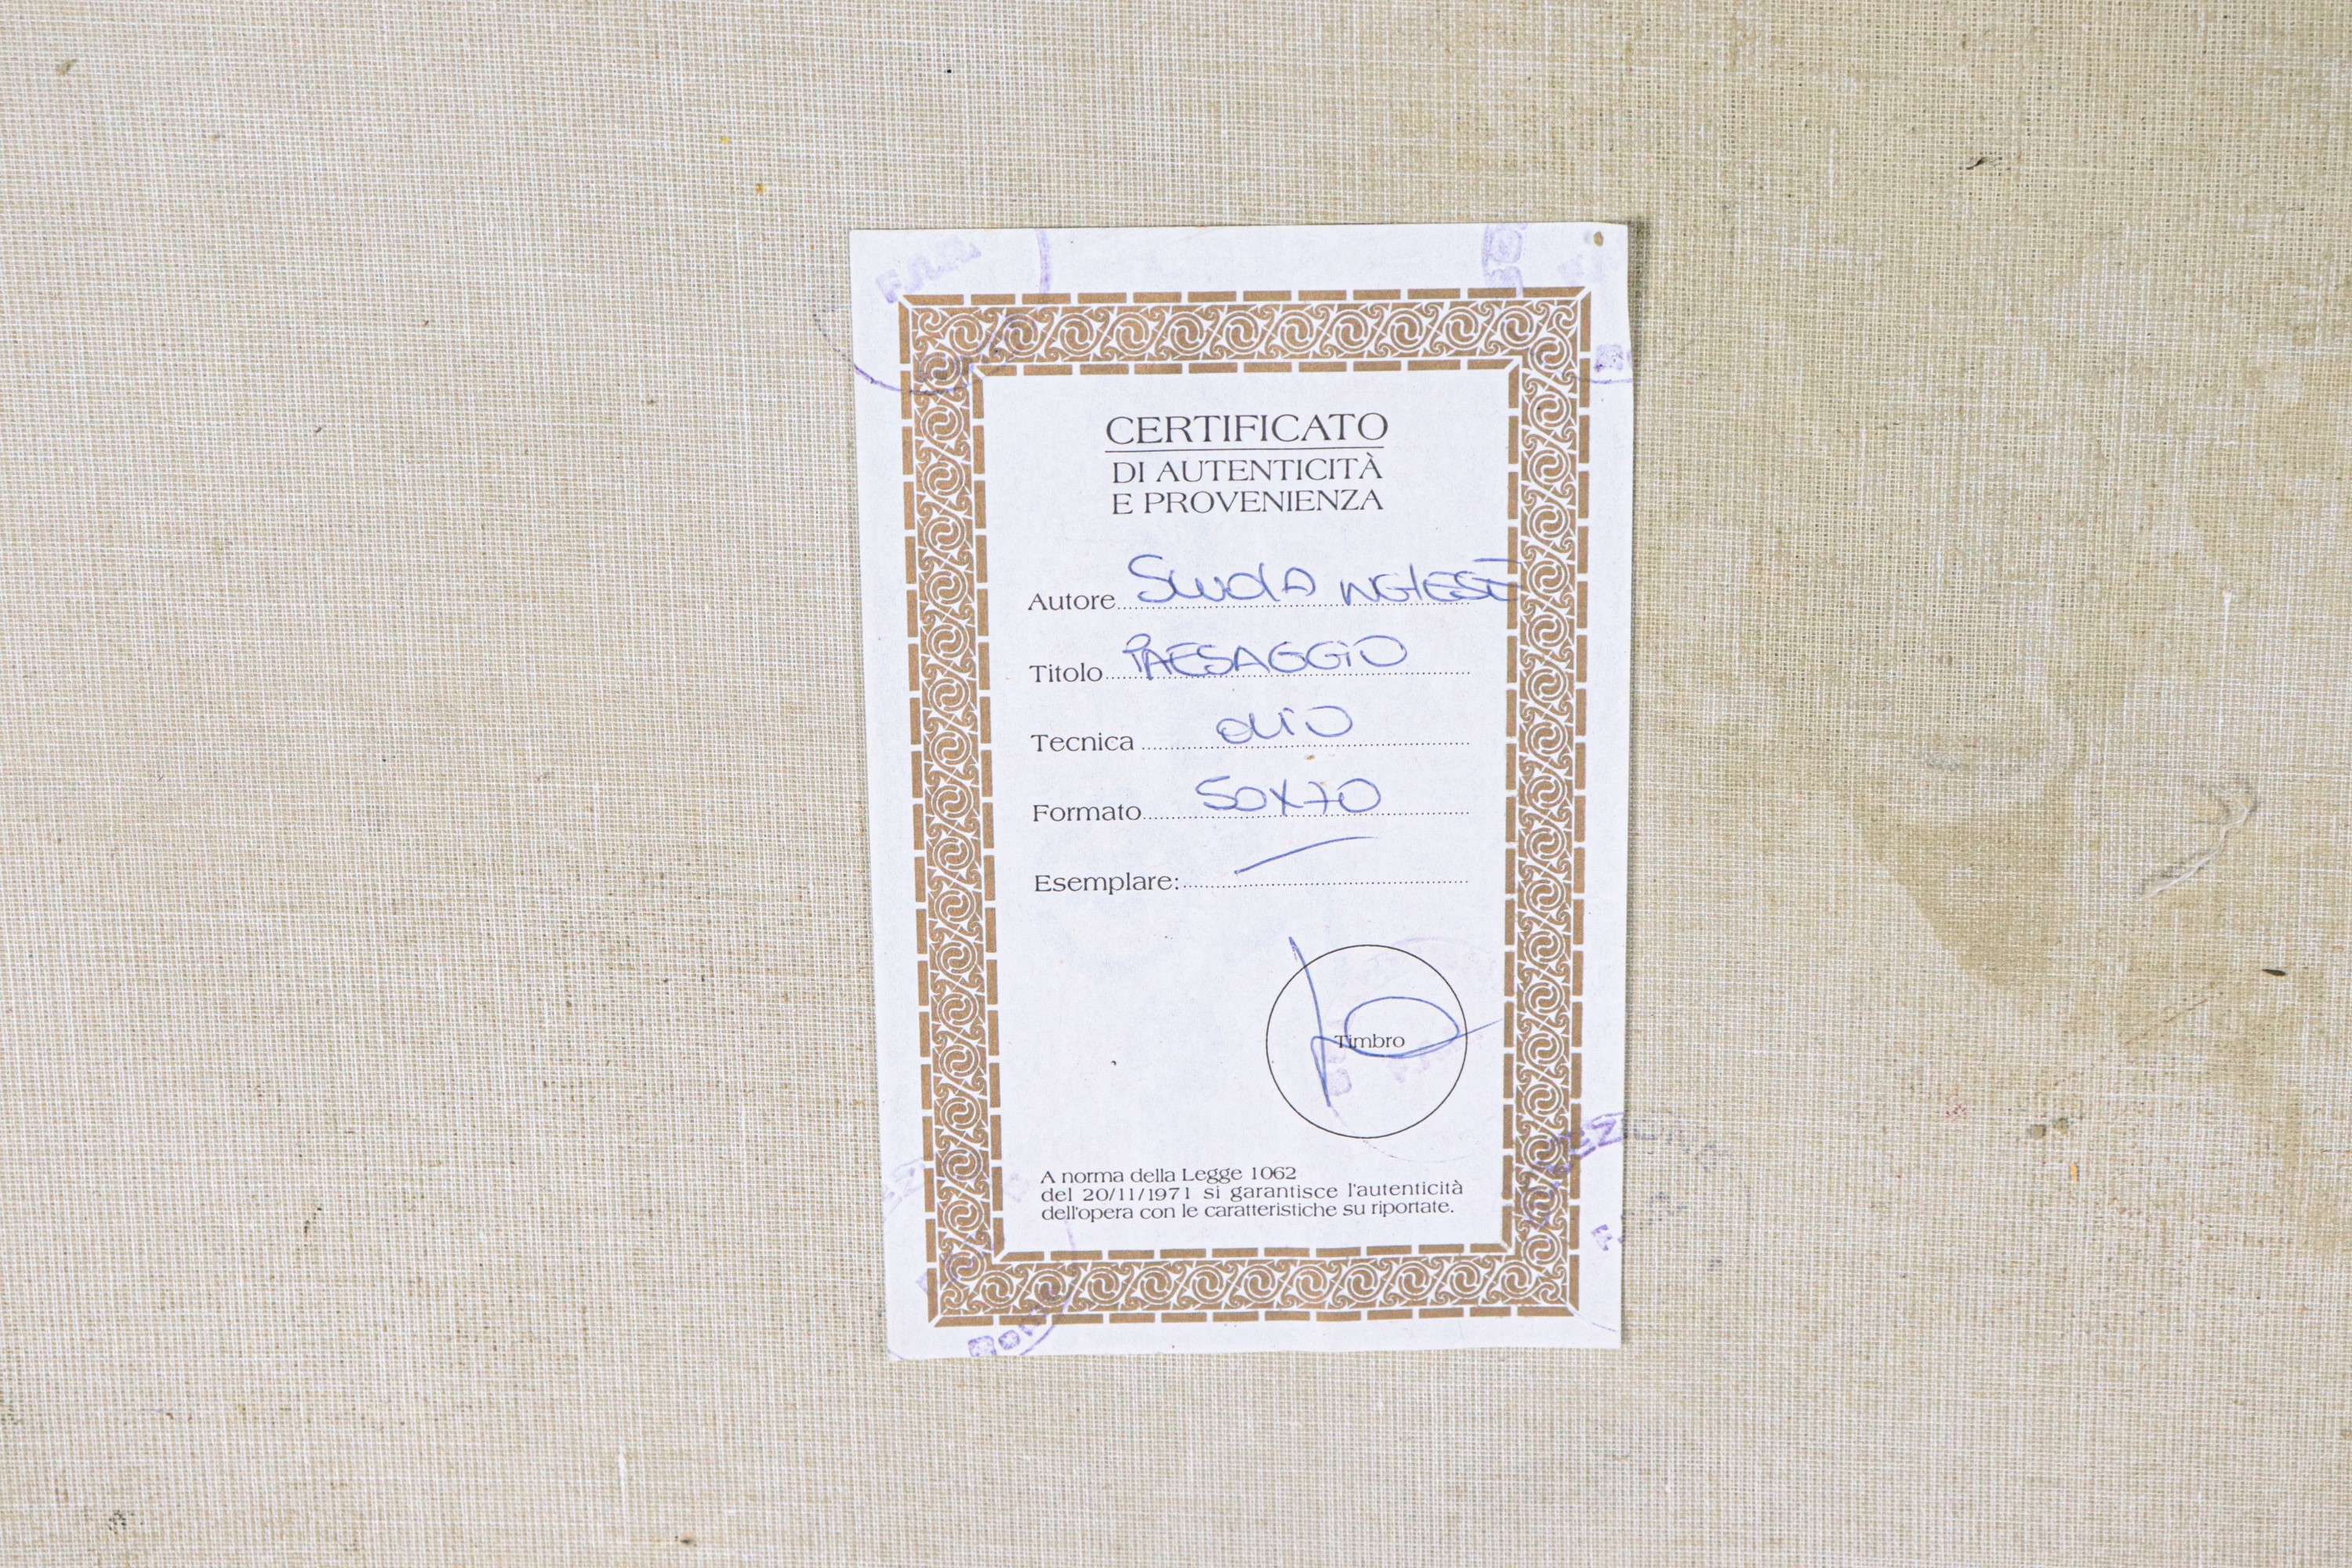 CERTIFICATO
DI AUTENTICITÀ
E PROVENIENZA
Autore SCUOLA INGLESE
Titolo PAESAGGIO
Tecnica OLIO
Formato 50X70
Esemplare: —
Timbro
A norma della Legge 1062
del 20/11/1971 si garantisce l'autenticità
dell'opera con le caratteristiche su riportate.